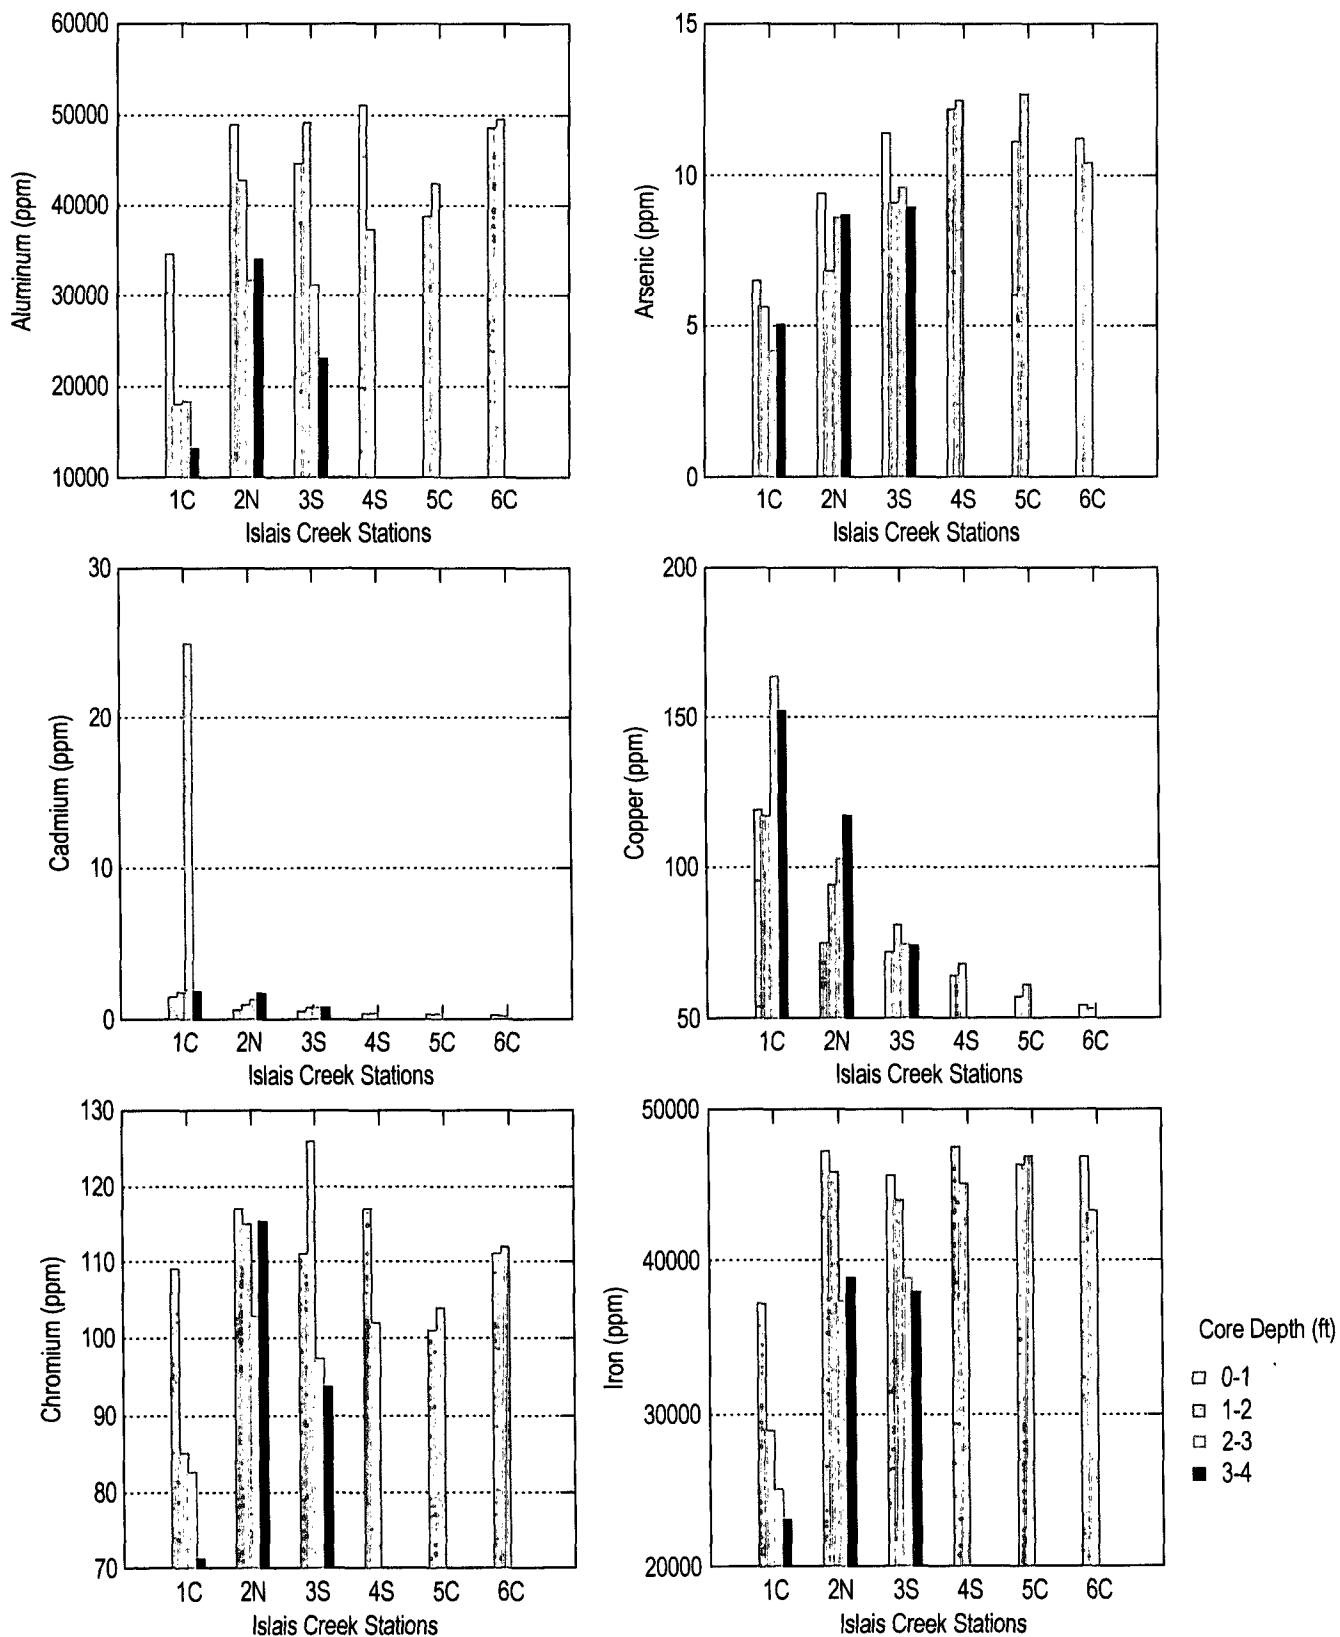 60000
50000
40000
30000
20000
10000
Aluminum (ppm)
1C 2N 3S 4S 5C 6C
Islais Creek Stations
15
10
5
0
Arsenic (ppm)
1C 2N 3S 4S 5C 6C
Islais Creek Stations
30
20
10
0
Cadmium (ppm)
1C 2N 3S 4S 5C 6C
Islais Creek Stations
200
150
100
50
Copper (ppm)
1C 2N 3S 4S 5C 6C
Islais Creek Stations
130
120
110
100
90
80
70
Chromium (ppm)
1C 2N 3S 4S 5C 6C
Islais Creek Stations
50000
40000
30000
20000
Iron (ppm)
1C 2N 3S 4S 5C 6C
Islais Creek Stations
Core Depth (ft)
0-1
1-2
2-3
3-4